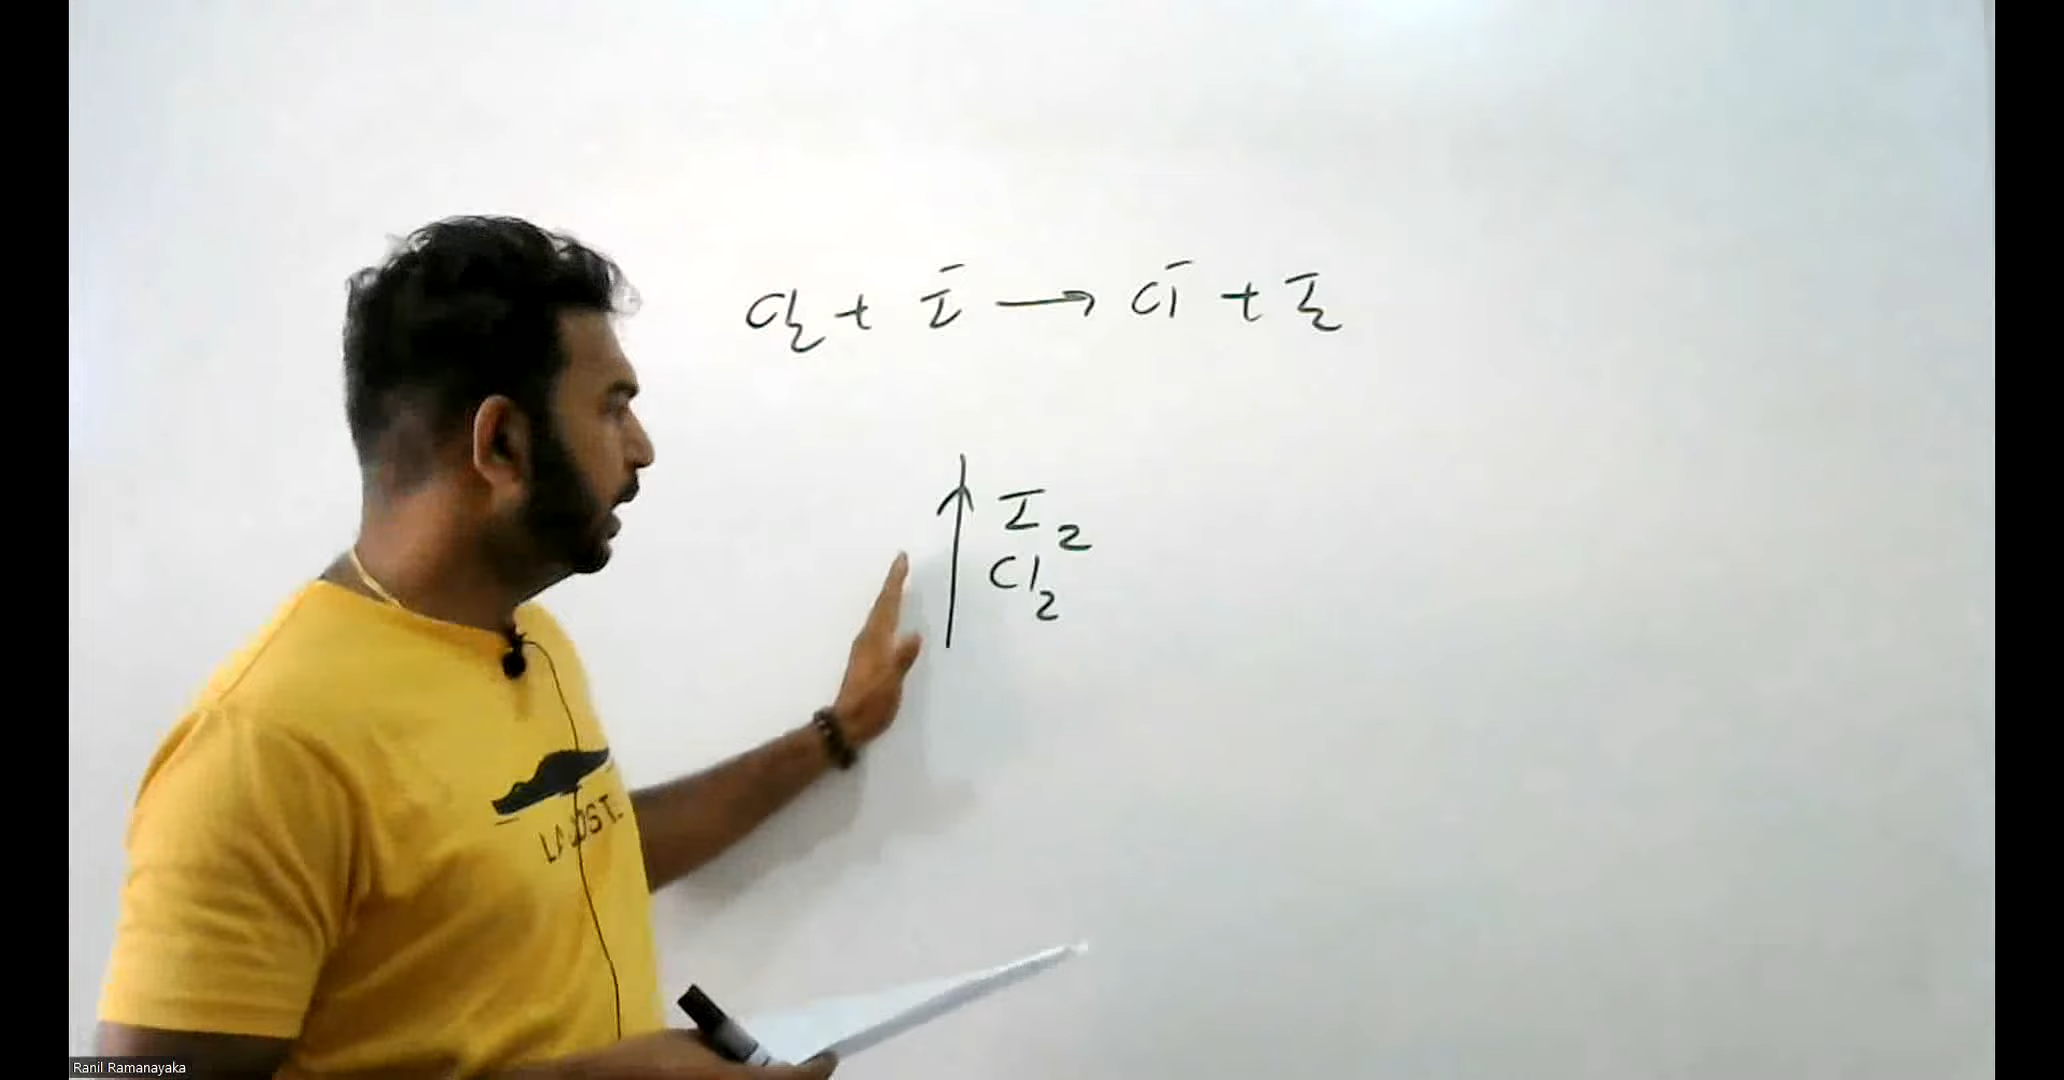 Cl₂ + I⁻ → Cl⁻ + I₂
I₂
Cl₂
Ranil Ramanayaka